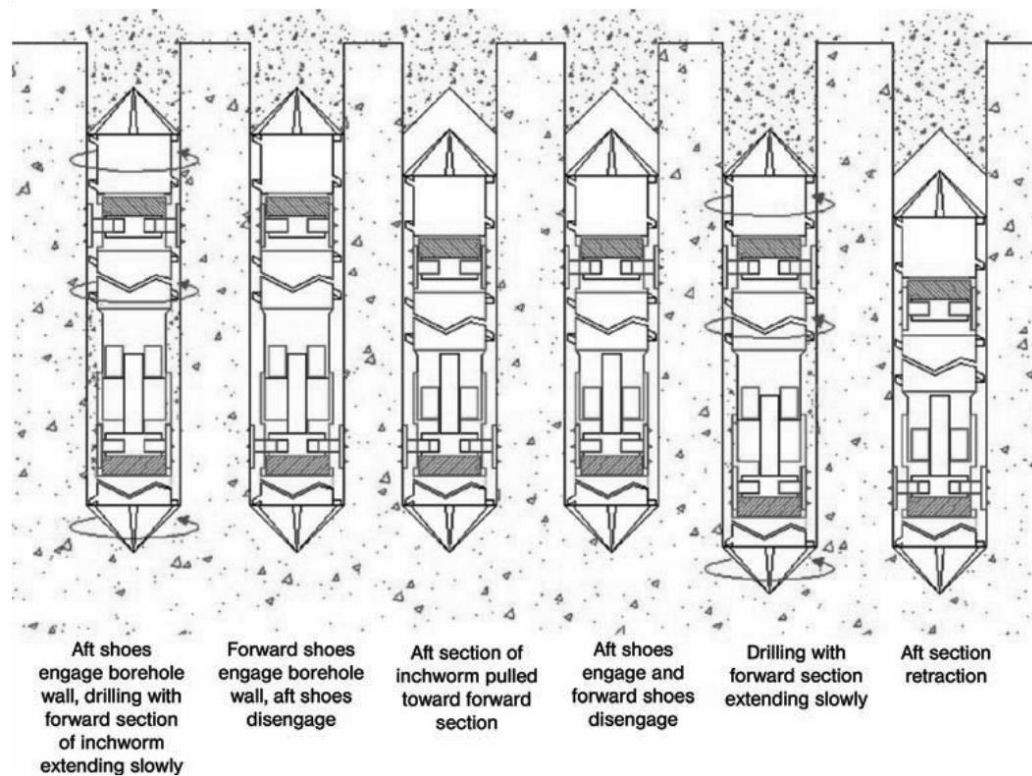 Aft shoes
engage borehole
wall, drilling with
forward section
of inchworm
extending slowly
Forward shoes
engage borehole
wall, aft shoes
disengage
Aft section of
inchworm pulled
toward forward
section
Aft shoes
engage and
forward shoes
disengage
Drilling with
forward section
extending slowly
Aft section
retraction